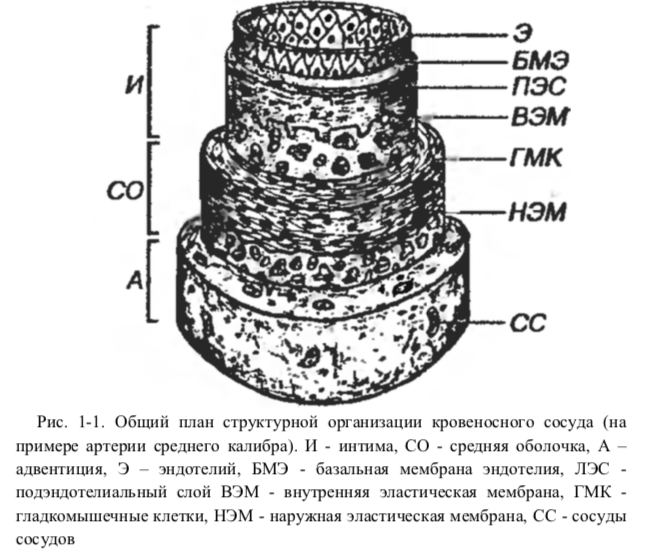 Э
БМЭ
И
ПЭС
ВЭМ
ГМК
СО
НЭМ
А
СС
Рис. 1-1. Общий план структурной организации кровеносного сосуда (на
примере артерии среднего калибра). И - интима, СО - средняя оболочка, А –
адвентиция, Э – эндотелий, БМЭ - базальная мембрана эндотелия, ЛЭС -
подэндотелиальный слой ВЭМ - внутренняя эластическая мембрана, ГМК -
гладкомышечные клетки, НЭМ - наружная эластическая мембрана, СС - сосуды
сосудов